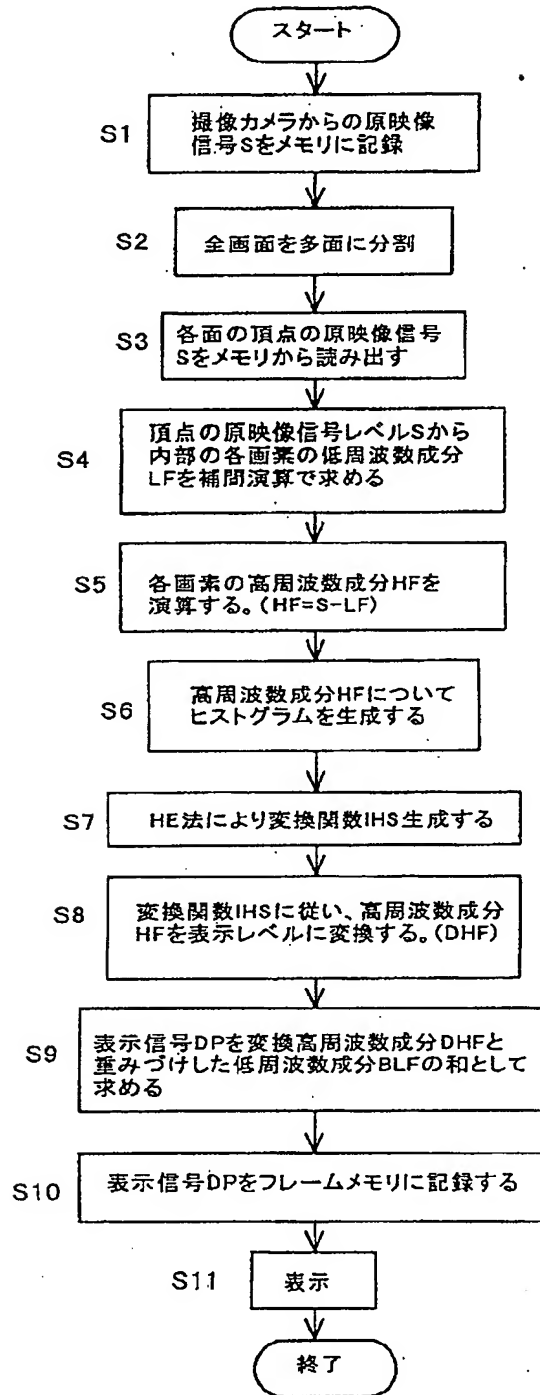 スタート
S1
撮像カメラからの原映像
信号Sをメモリに記録
S2
全画面を多面に分割
S3
各面の頂点の原映像信号
Sをメモリから読み出す
S4
頂点の原映像信号レベルSから
内部の各画素の低周波数成分
LFを補間演算で求める
S5
各画素の高周波数成分HFを
演算する。(HF=S-LF)
S6
高周波数成分HFについて
ヒストグラムを生成する
S7
HE法により変換関数IHS生成する
S8
変換関数IHSに従い、高周波数成分
HFを表示レベルに変換する。(DHF)
S9
表示信号DPを変換高周波数成分DHFと
重みづけした低周波数成分BLFの和として
求める
S10
表示信号DPをフレームメモリに記録する
S11
表示
終了